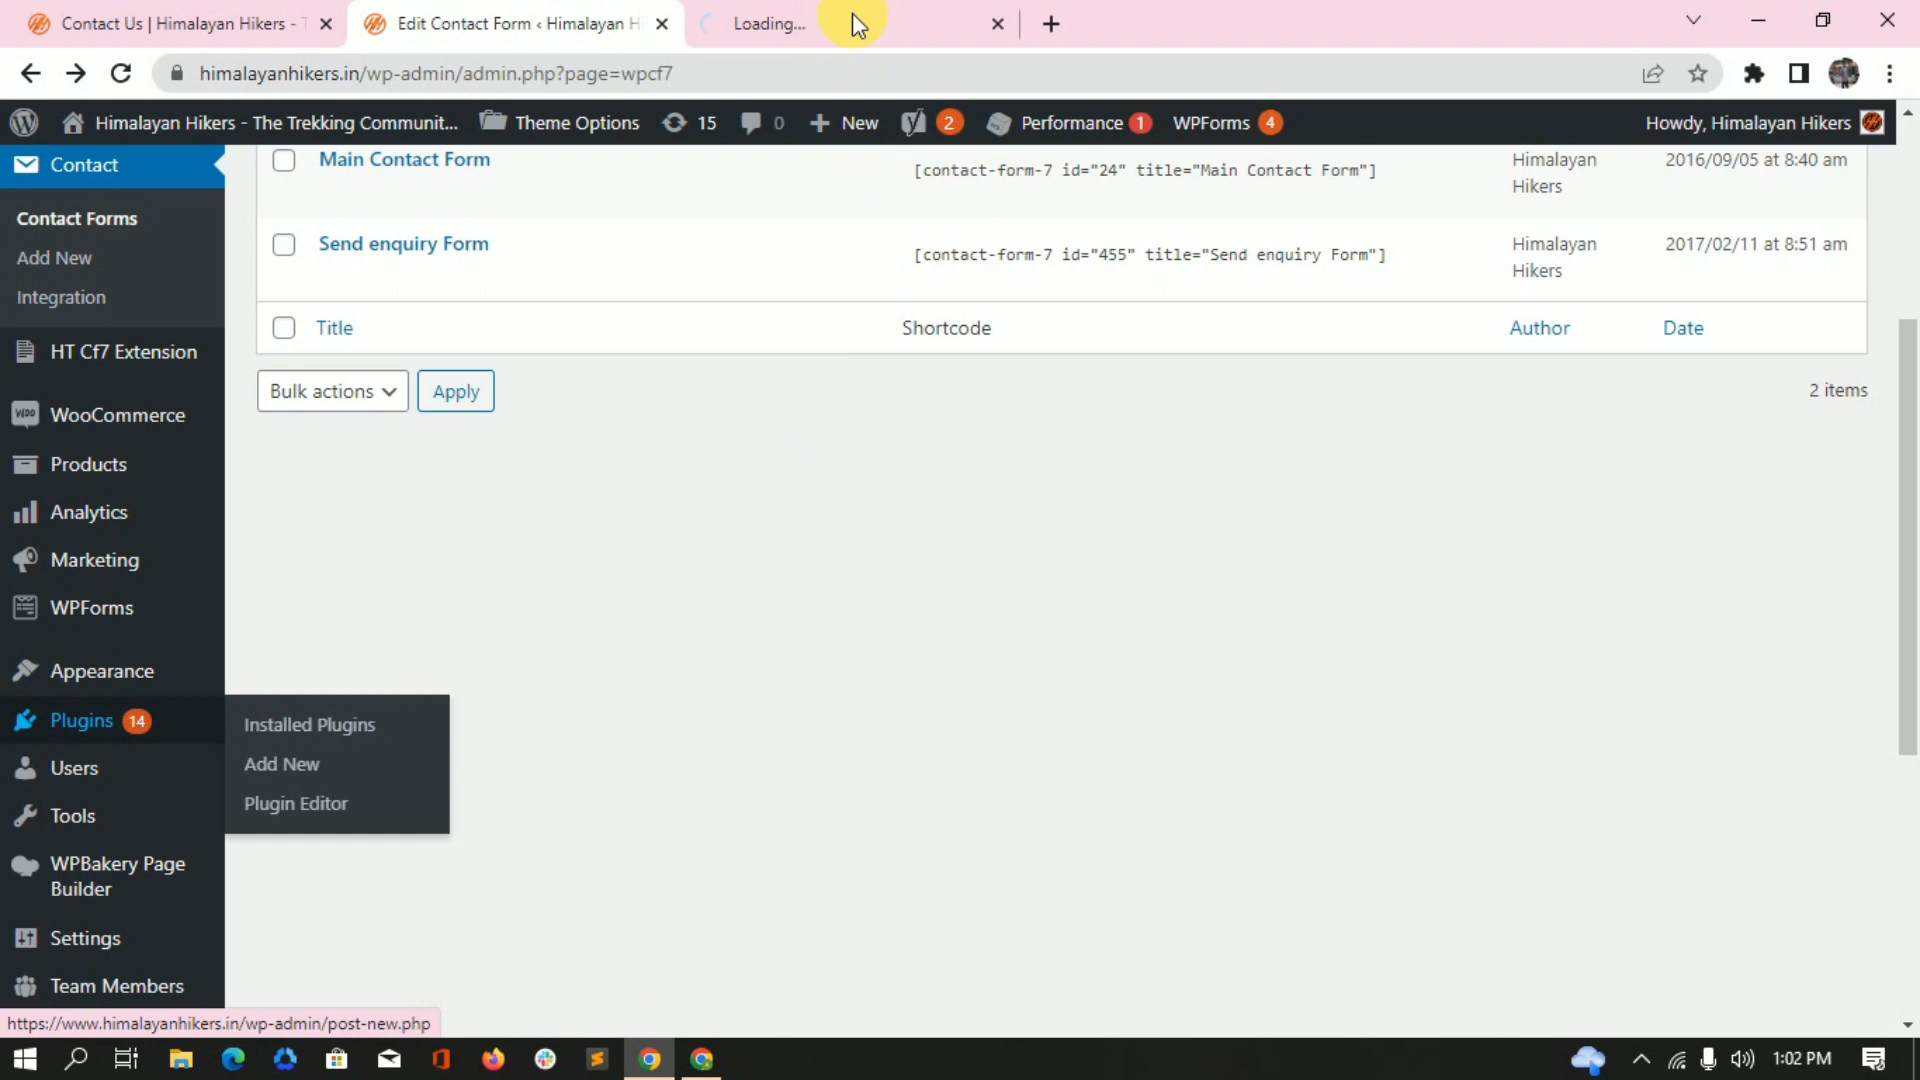 Contact Us | Himalayan Hikers -
Edit Contact Form ‹ Himalayan H
Loading...
himalayanhikers.in/wp-admin/admin.php?page=wpcf7
Himalayan Hikers - The Trekking Communit...
Theme Options
15
0
New
2
Performance 1
WPForms 4
Howdy, Himalayan Hikers
Contact
Contact Forms
Add New
Integration
HT Cf7 Extension
WooCommerce
Products
Analytics
Marketing
WPForms
Appearance
Plugins 14
Users
Tools
WPBakery Page
Builder
Settings
Team Members
Installed Plugins
Add New
Plugin Editor
Main Contact Form
[contact-form-7 id="24" title="Main Contact Form"]
Himalayan
Hikers
2016/09/05 at 8:40 am
Send enquiry Form
[contact-form-7 id="455" title="Send enquiry Form"]
Himalayan
Hikers
2017/02/11 at 8:51 am
Title
Shortcode
Author
Date
Bulk actions
Apply
2 items
https://www.himalayanhikers.in/wp-admin/post-new.php
1:02 PM